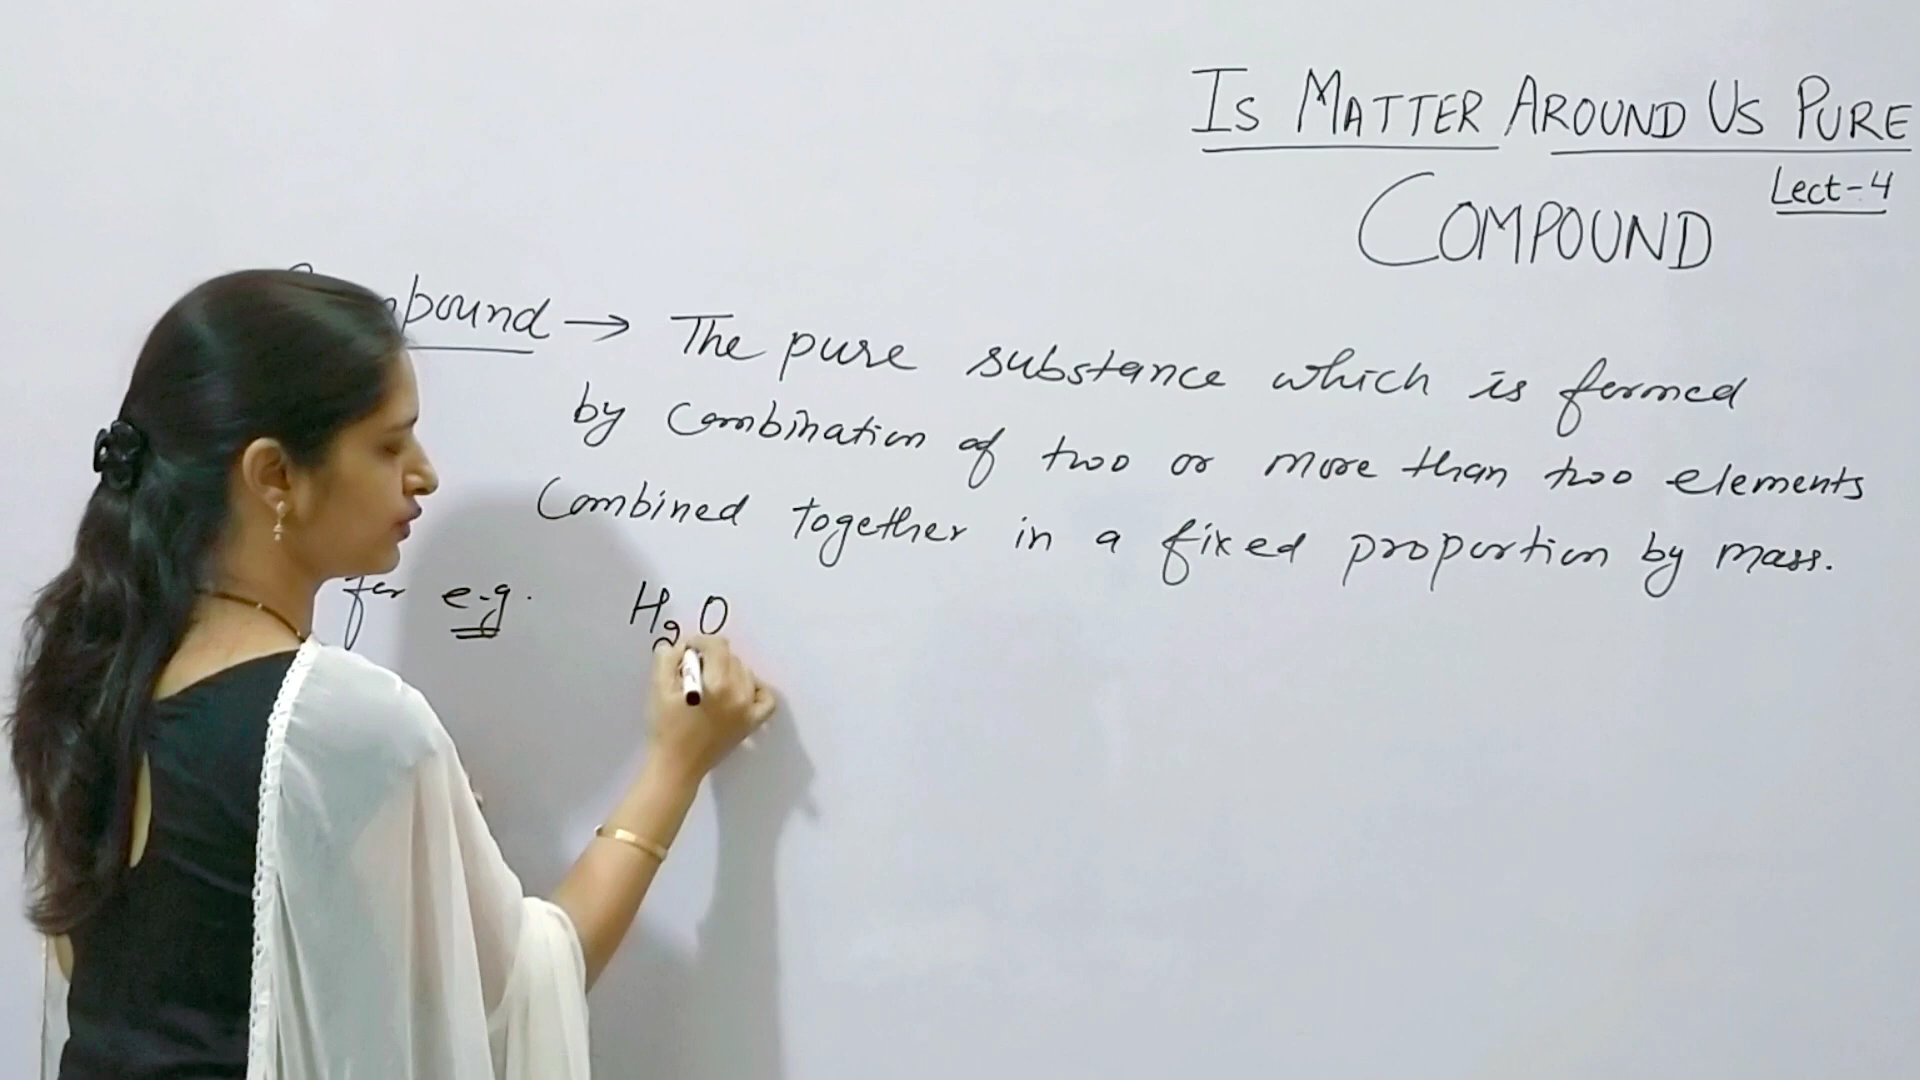 IS MATTER AROUND US PURE
Lect-4
COMPOUND
Compound → The pure substance which is formed
by combination of two or more than two elements
Combined together in a fixed proportion by mass.
for e.g. H2O